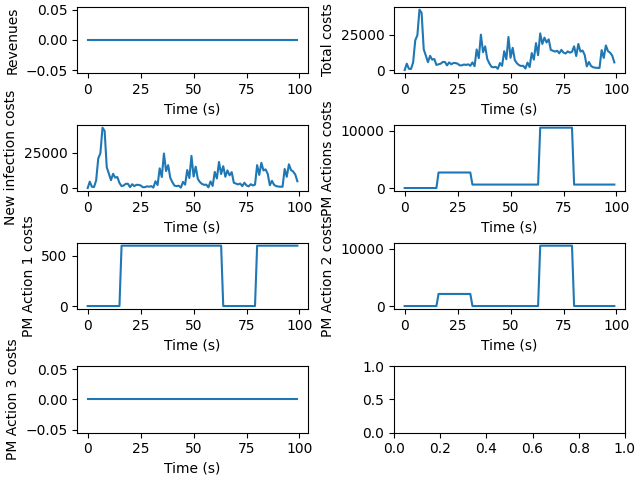 Revenues
0.05
0.00
−0.05
0 25 50 75 100
Time (s)
Total costs
25000
0
0 25 50 75 100
Time (s)
New infection costs
25000
0
0 25 50 75 100
Time (s)
PM Actions costs
10000
0
0 25 50 75 100
Time (s)
PM Action 1 costs
500
0
0 25 50 75 100
Time (s)
PM Action 2 costs
10000
0
0 25 50 75 100
Time (s)
PM Action 3 costs
0.05
0.00
−0.05
0 25 50 75 100
Time (s)
1.0
0.5
0.0
0.0 0.2 0.4 0.6 0.8 1.0